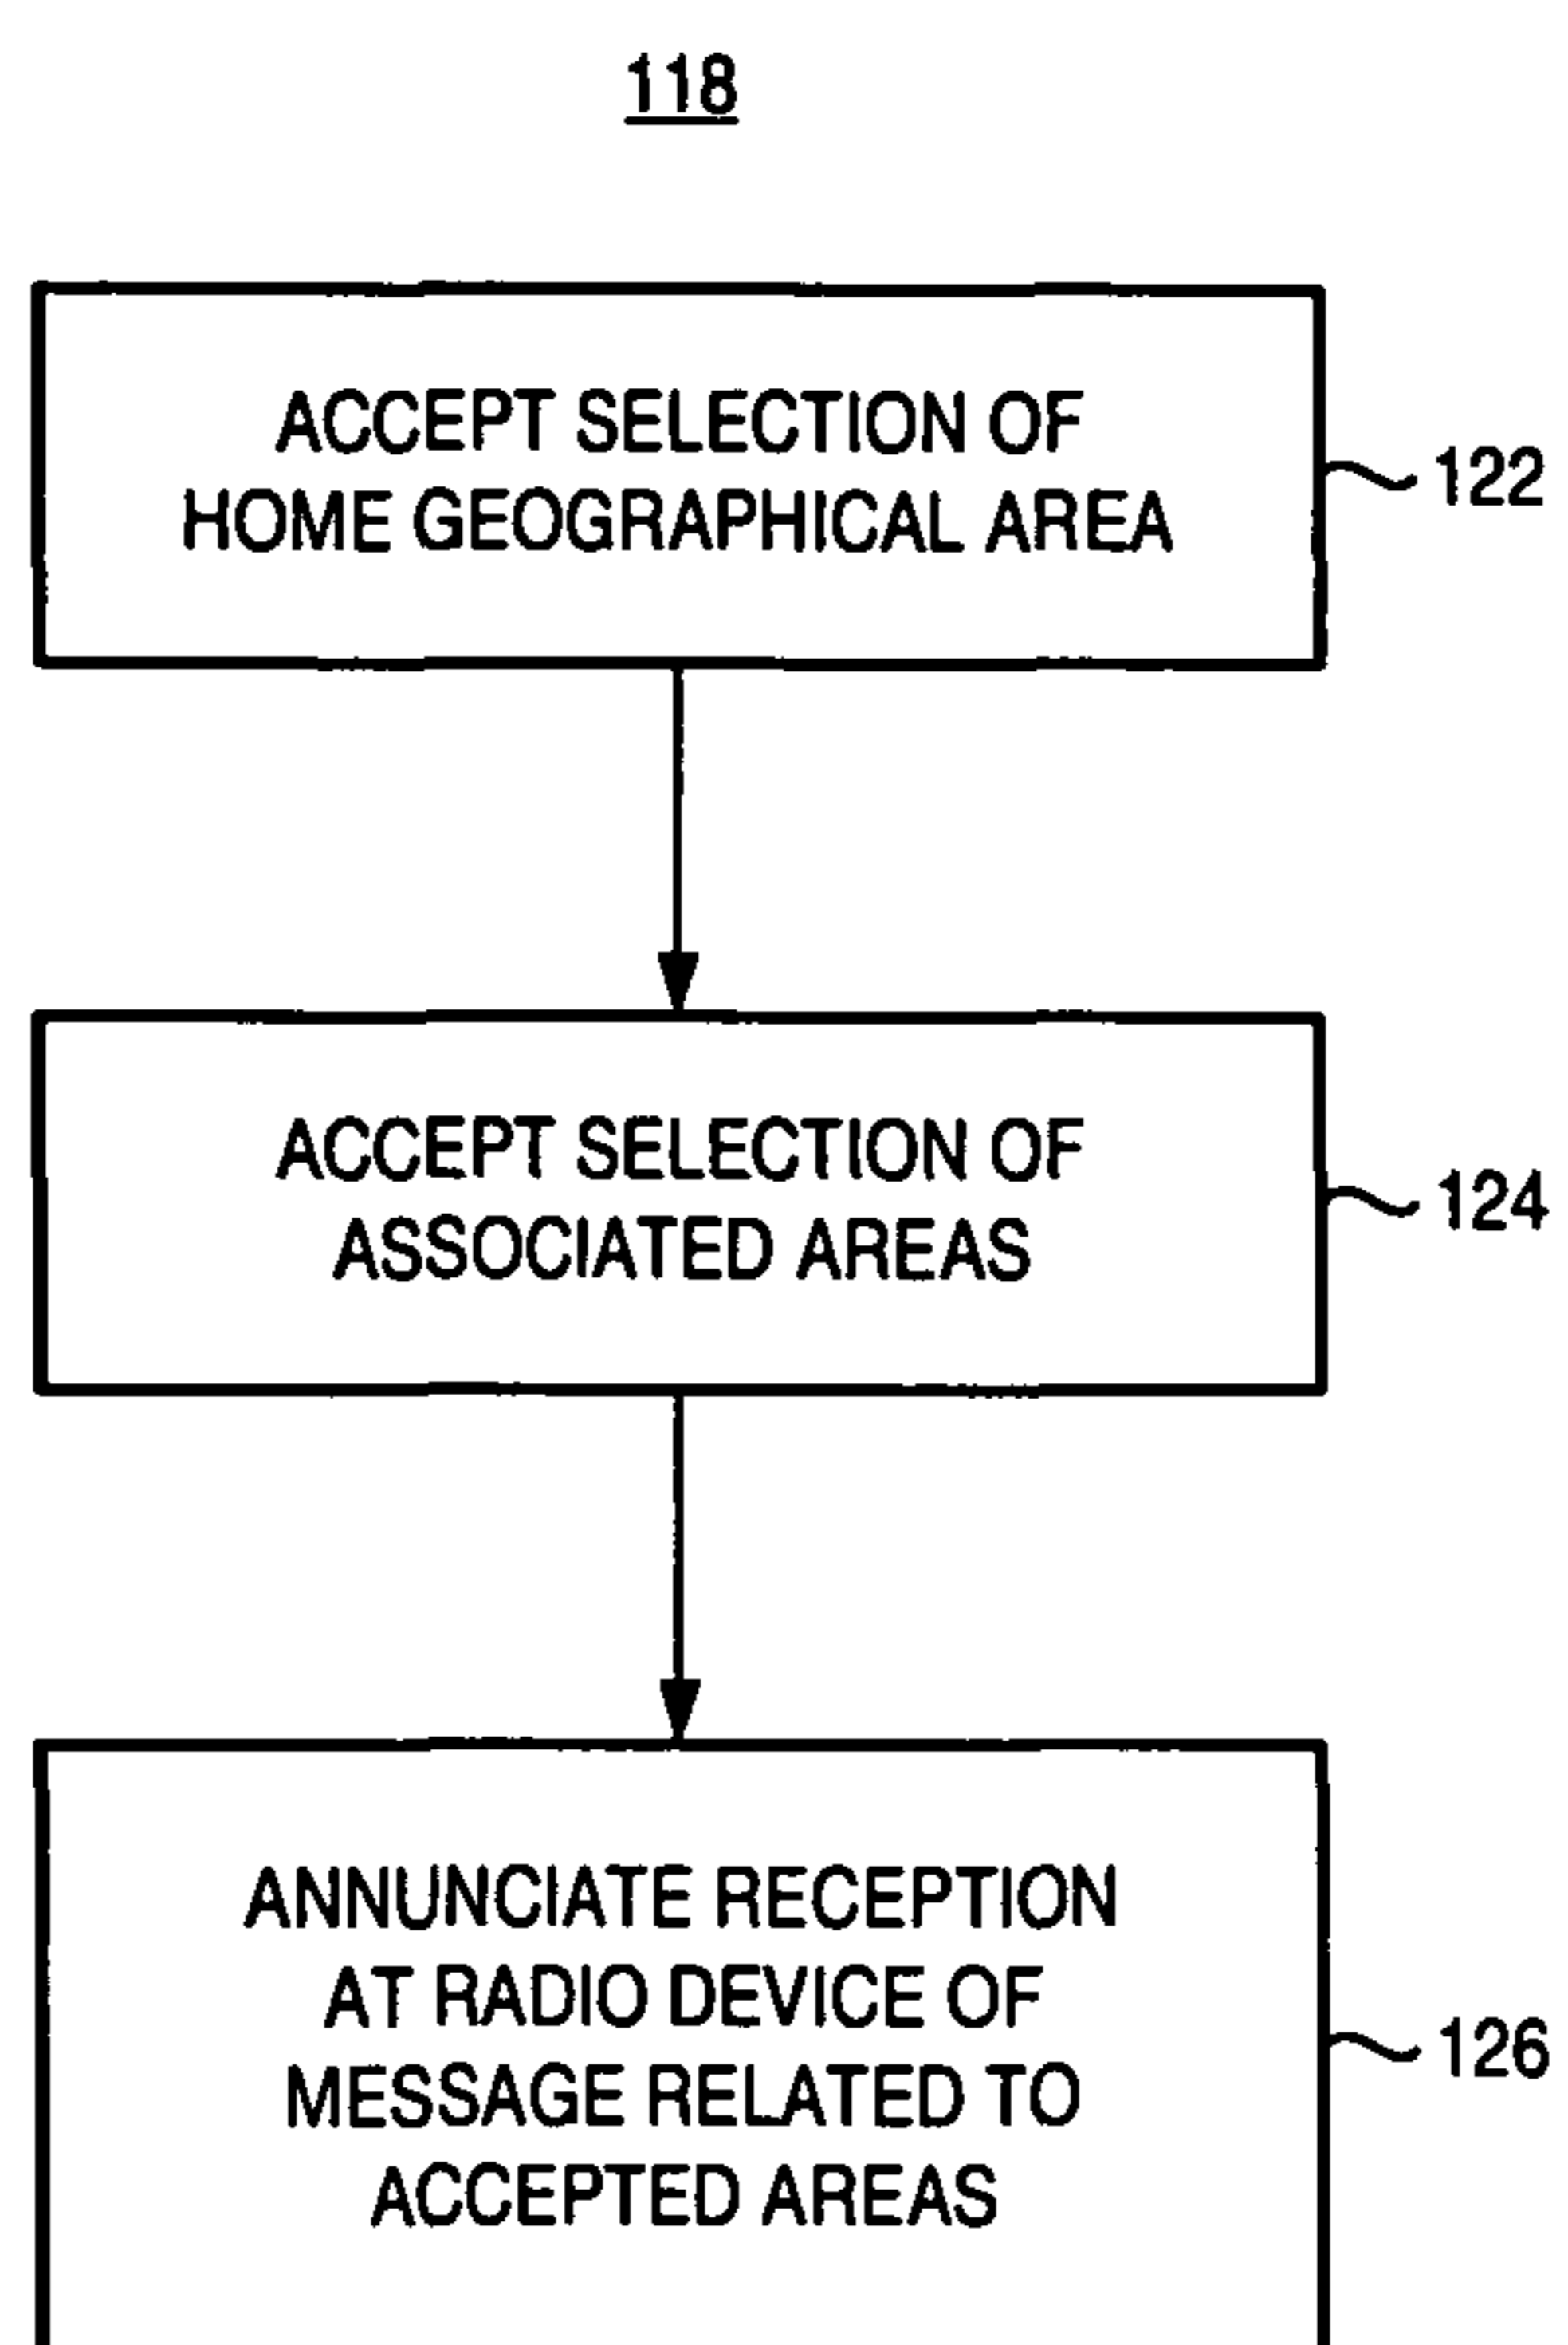 118
ACCEPT SELECTION OF
HOME GEOGRAPHICAL AREA
122
ACCEPT SELECTION OF
ASSOCIATED AREAS
124
ANNUNCIATE RECEPTION
AT RADIO DEVICE OF
MESSAGE RELATED TO
ACCEPTED AREAS
126